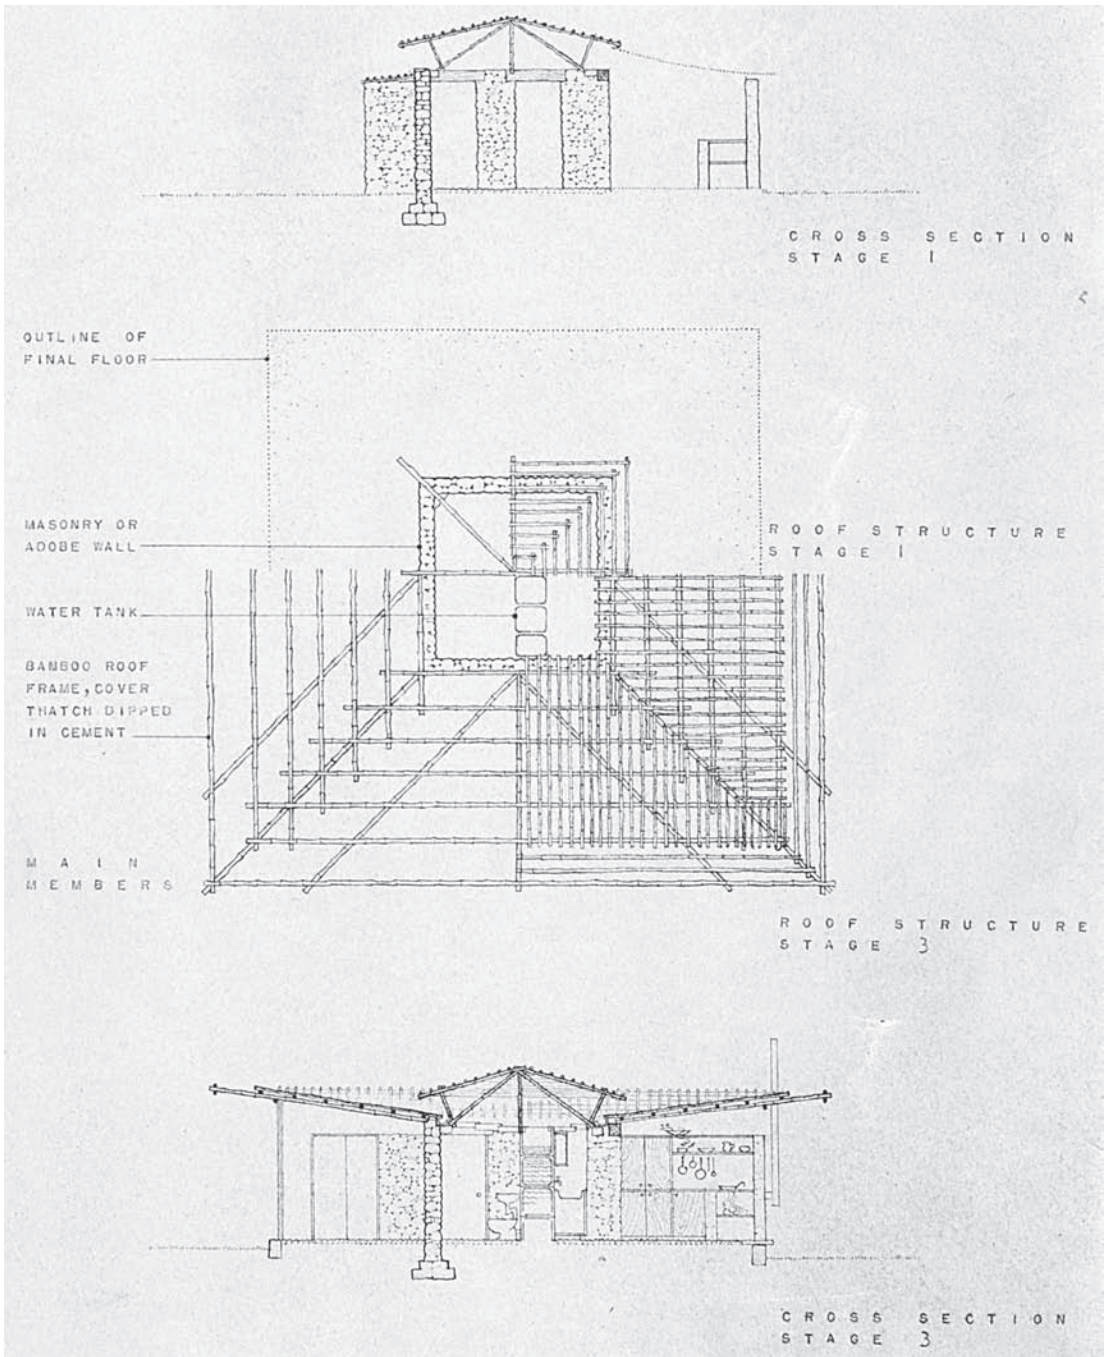 CROSS SECTION
STAGE 1
OUTLINE OF
FINAL FLOOR
MASONRY OR
ADOBE WALL
ROOF STRUCTURE
STAGE 1
WATER TANK
BAMBOO ROOF
FRAME, COVER
THATCH DIPPED
IN CEMENT
MAIN
MEMBERS
ROOF STRUCTURE
STAGE 3
CROSS SECTION
STAGE 3